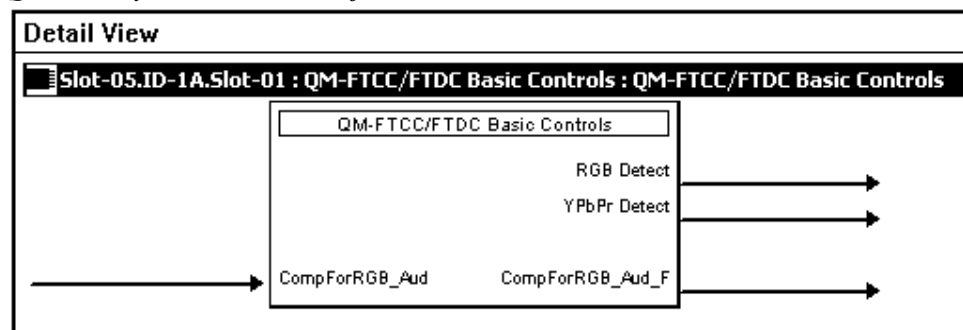 Detail View
Slot-05.ID-1A.Slot-01 : QM-FTCC/FTDC Basic Controls : QM-FTCC/FTDC Basic Controls
QM-FTCC/FTDC Basic Controls
RGB Detect
YPbPr Detect
CompForRGB_Aud CompForRGB_Aud_F